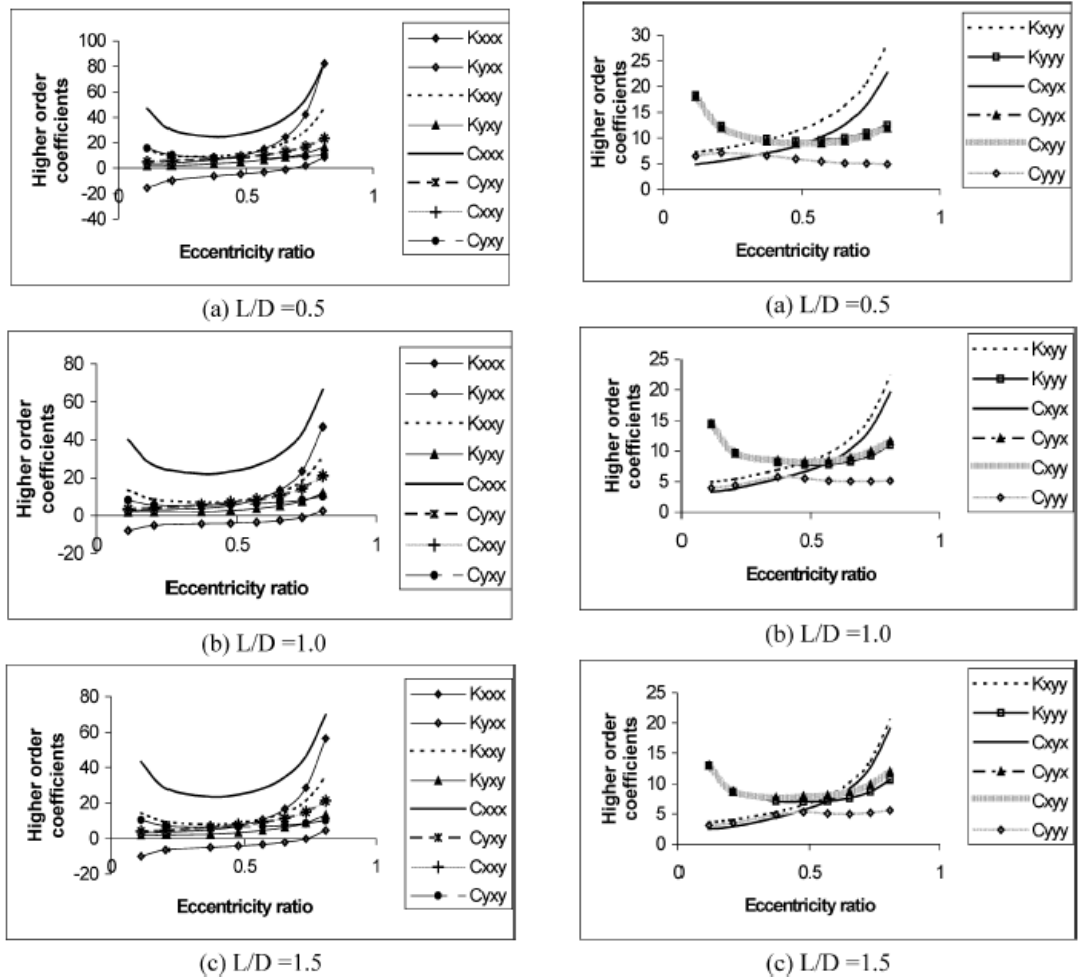 Higher order
coefficients
100
80
60
40
20
0
-20
-40
0
0.5
1
Eccentricity ratio
Kxxx
Kyxx
Kxxy
Kyxy
Cxxx
Cyxy
Cxxy
Cyxy
(a) L/D =0.5
Higher order
coefficients
80
60
40
20
0
-20
0
0.5
1
Eccentricity ratio
Kxxx
Kyxx
Kxxy
Kyxy
Cxxx
Cyxy
Cxxy
Cyxy
(b) L/D =1.0
Higher order
coefficients
80
60
40
20
0
-20
0
0.5
1
Eccentricity ratio
Kxxx
Kyxx
Kxxy
Kyxy
Cxxx
Cyxy
Cxxy
Cyxy
(c) L/D =1.5
Higher order
coefficients
30
25
20
15
10
5
0
0
0.5
1
Eccentricity ratio
Kxyy
Kyyy
Cxyx
Cyyx
Cxyy
Cyyy
(a) L/D =0.5
Higher order
coefficients
25
20
15
10
5
0
0
0.5
1
Eccentricity ratio
Kxyy
Kyyy
Cxyx
Cyyx
Cxyy
Cyyy
(b) L/D =1.0
Higher order
coefficients
25
20
15
10
5
0
0
0.5
1
Eccentricity ratio
Kxyy
Kyyy
Cxyx
Cyyx
Cxyy
Cyyy
(c) L/D =1.5